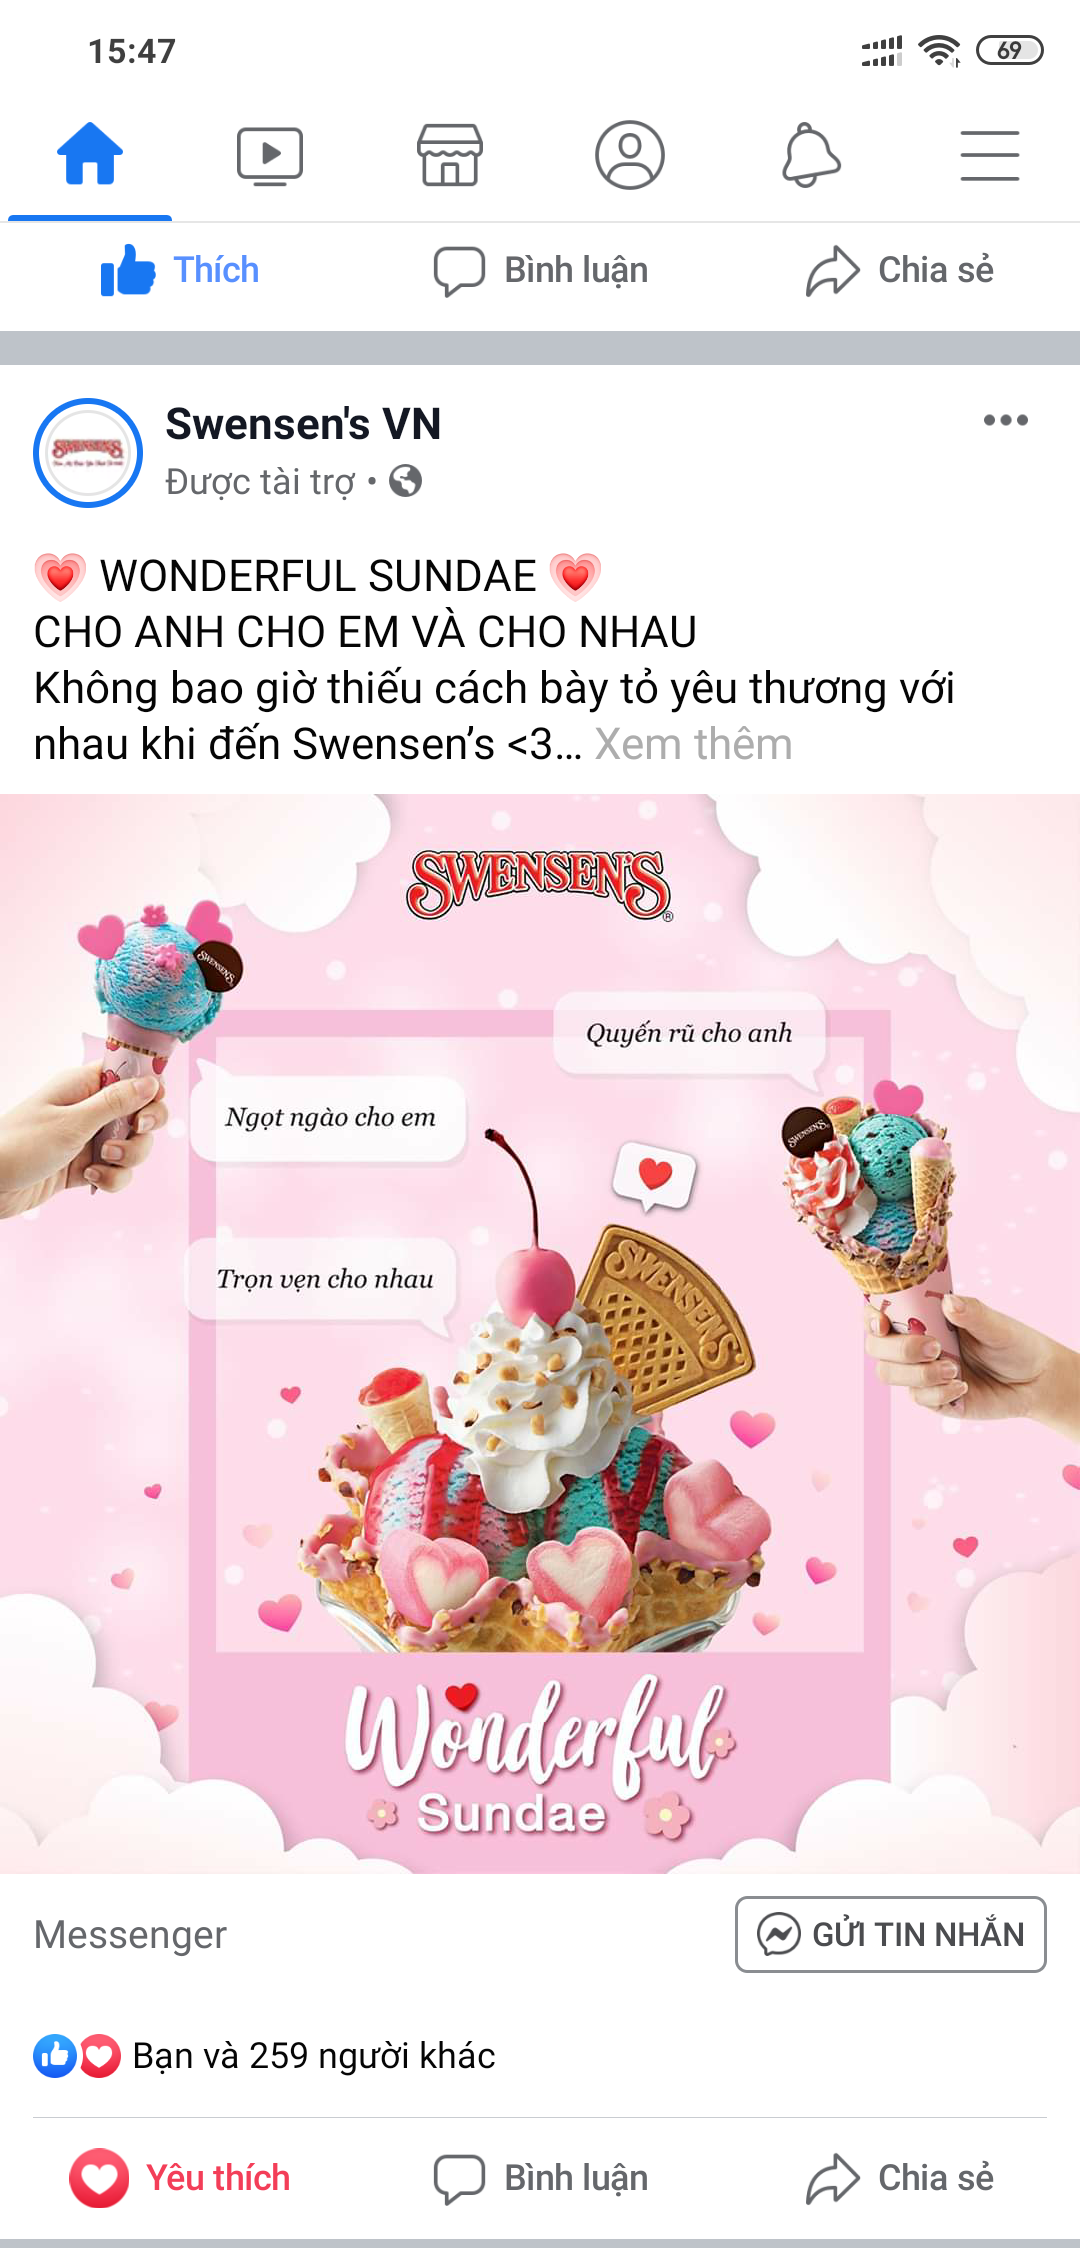 15:47
69
Thích
Bình luận
Chia sẻ
Swensen's VN
Được tài trợ •
WONDERFUL SUNDAE
CHO ANH CHO EM VÀ CHO NHAU
Không bao giờ thiếu cách bày tỏ yêu thương với
nhau khi đến Swensen’s <3... Xem thêm
SWENSEN'S®
SWENSEN'S
Quyến rũ cho anh
Ngọt ngào cho em
SWENSEN'S
Trọn vẹn cho nhau
SWENSEN'S
Wonderful
Sundae
Messenger
GỬI TIN NHẮN
Bạn và 259 người khác
Yêu thích
Bình luận
Chia sẻ